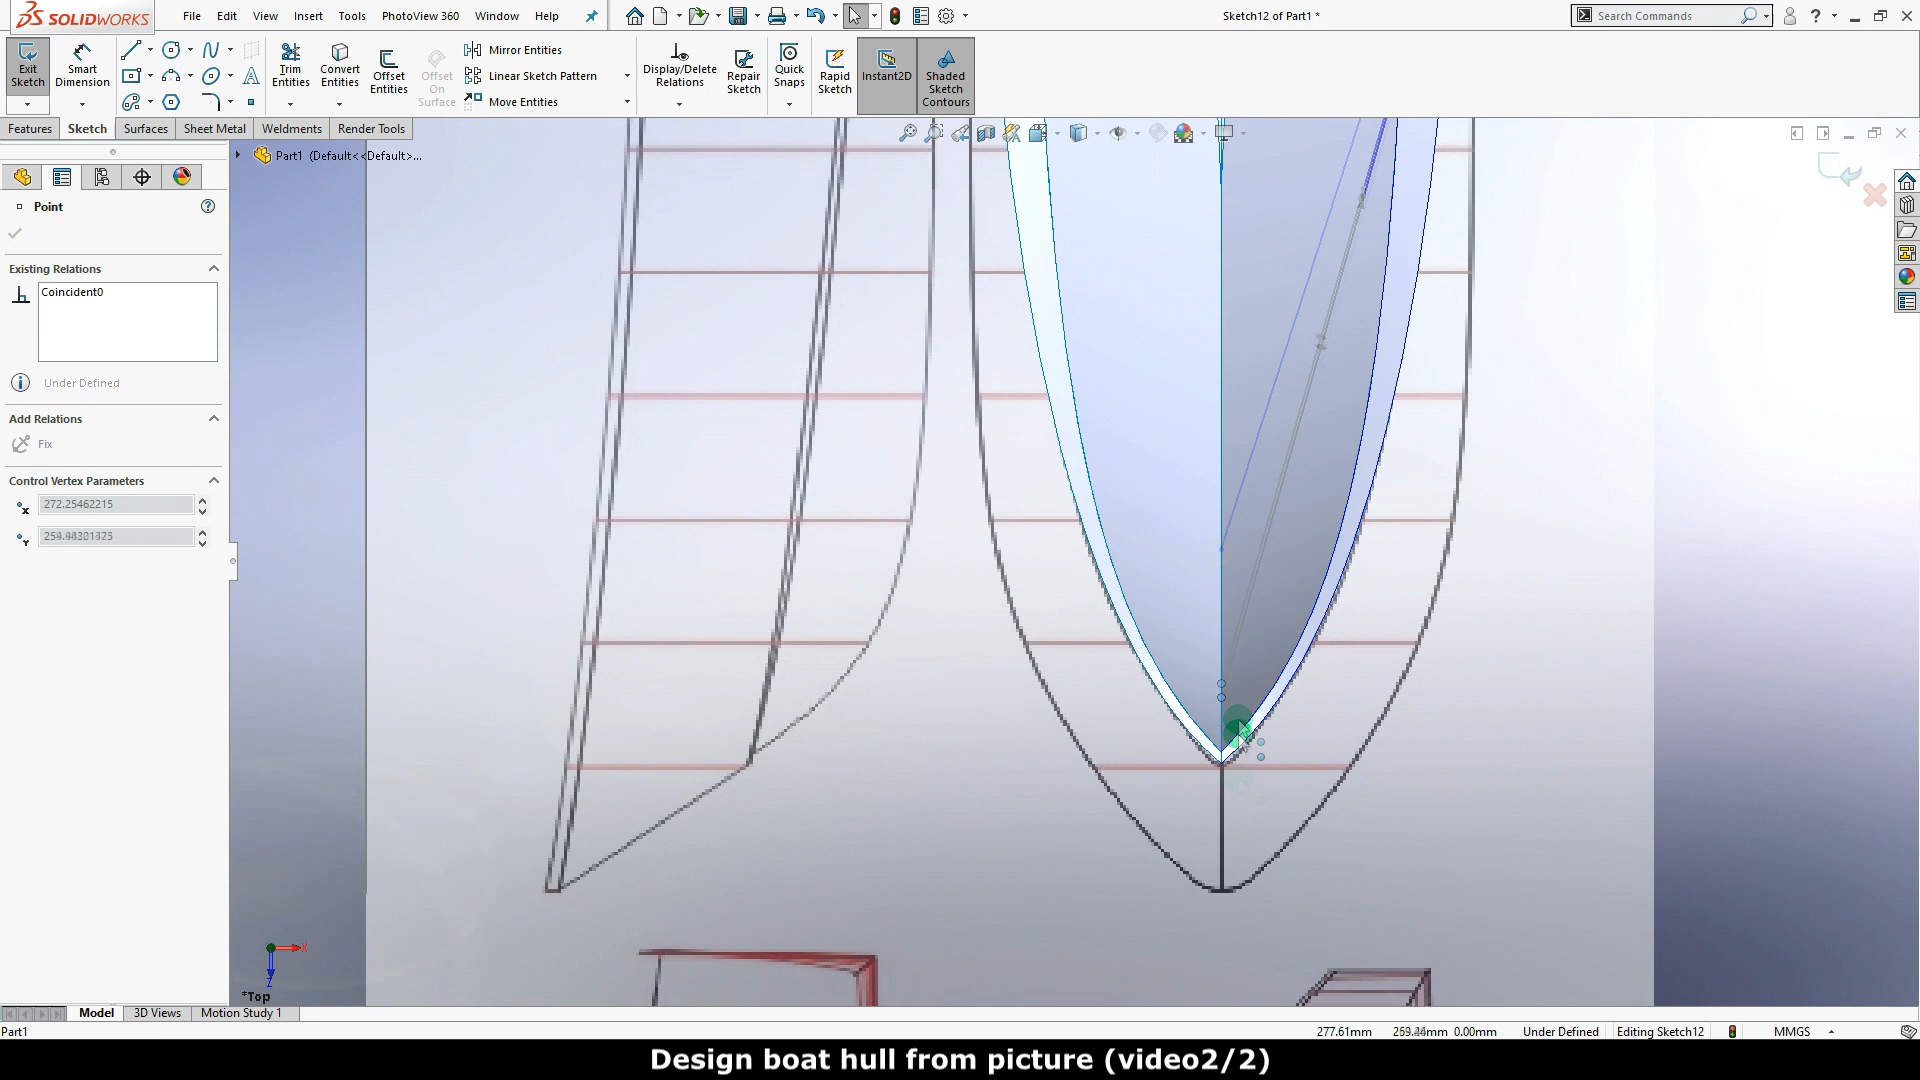 SOLIDWORKS
File Edit View Insert Tools PhotoView 360 Window Help
Sketch12 of Part1 *
Search Commands
Exit Sketch
Smart Dimension
Trim Entities
Convert Entities
Offset Entities
Offset On Surface
Mirror Entities
Linear Sketch Pattern
Move Entities
Display/Delete Relations
Repair Sketch
Quick Snaps
Rapid Sketch
Instant2D
Shaded Sketch Contours
Features Sketch Surfaces Sheet Metal Weldments Render Tools
Part1 (Default<<Default>...
Point
Existing Relations
Coincident0
Under Defined
Add Relations
Fix
Control Vertex Parameters
272.25462215
*Top
Model 3D Views Motion Study 1
Part1
277.61mm
0.00mm Under Defined Editing Sketch12 MMGS
Design boat hull from picture (video2/2)